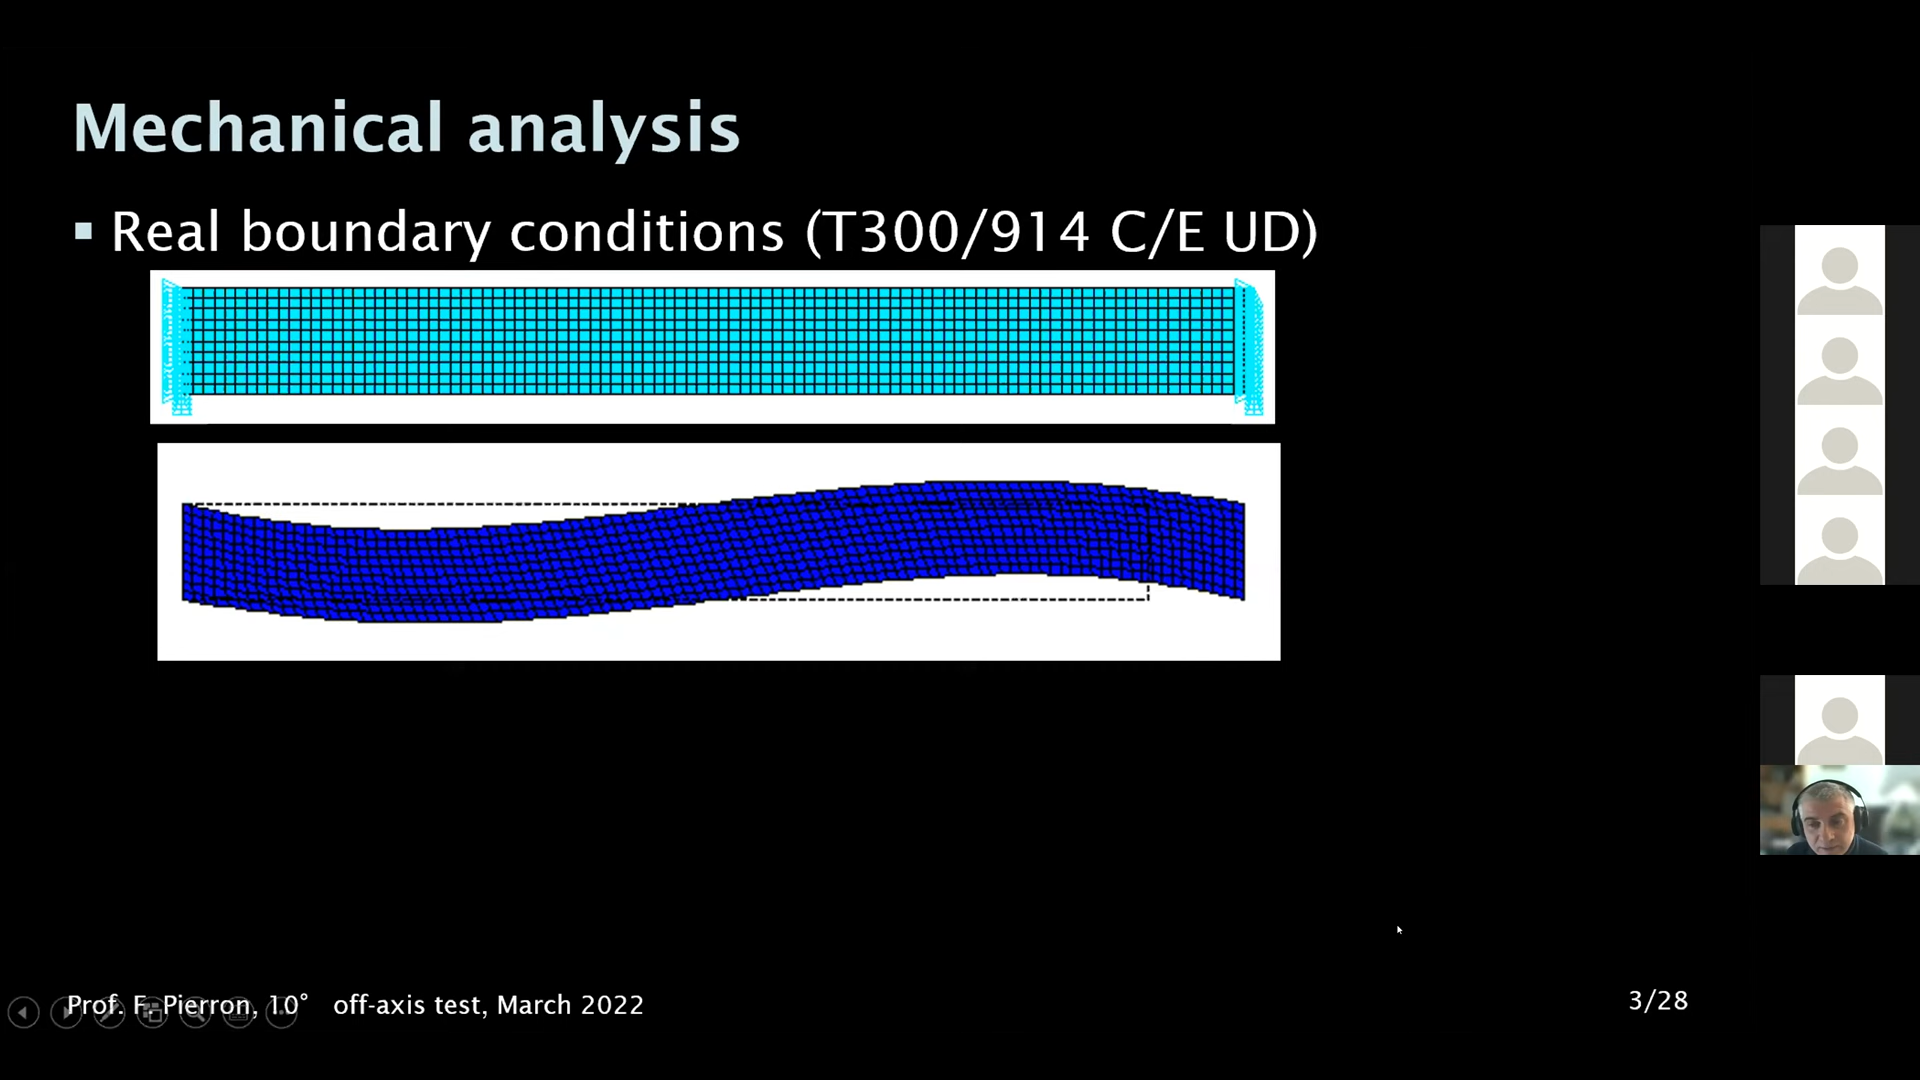 Mechanical analysis
▪ Real boundary conditions (T300/914 C/E UD)
Prof. F. Pierron, 10° off-axis test, March 2022
3/28